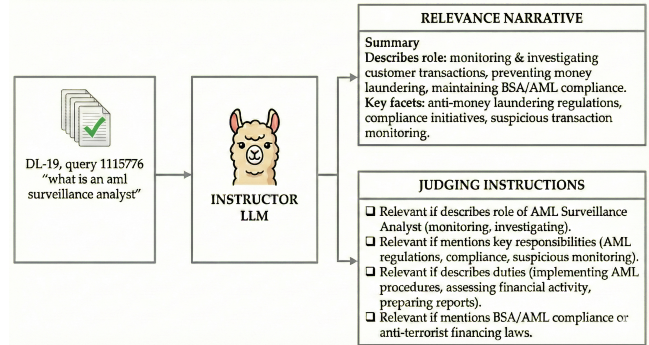 DL-19, query 1115776
“what is an aml
surveillance analyst”
INSTRUCTOR
LLM
RELEVANCE NARRATIVE
Summary
Describes role: monitoring & investigating
customer transactions, preventing money
laundering, maintaining BSA/AML compliance.
Key facets: anti-money laundering regulations,
compliance initiatives, suspicious transaction
monitoring.
JUDGING INSTRUCTIONS
❑ Relevant if describes role of AML Surveillance
Analyst (monitoring, investigating).
❑ Relevant if mentions key responsibilities (AML
regulations, compliance, suspicious monitoring).
❑ Relevant if describes duties (implementing AML
procedures, assessing financial activity,
preparing reports).
❑ Relevant if mentions BSA/AML compliance or
anti-terrorist financing laws.